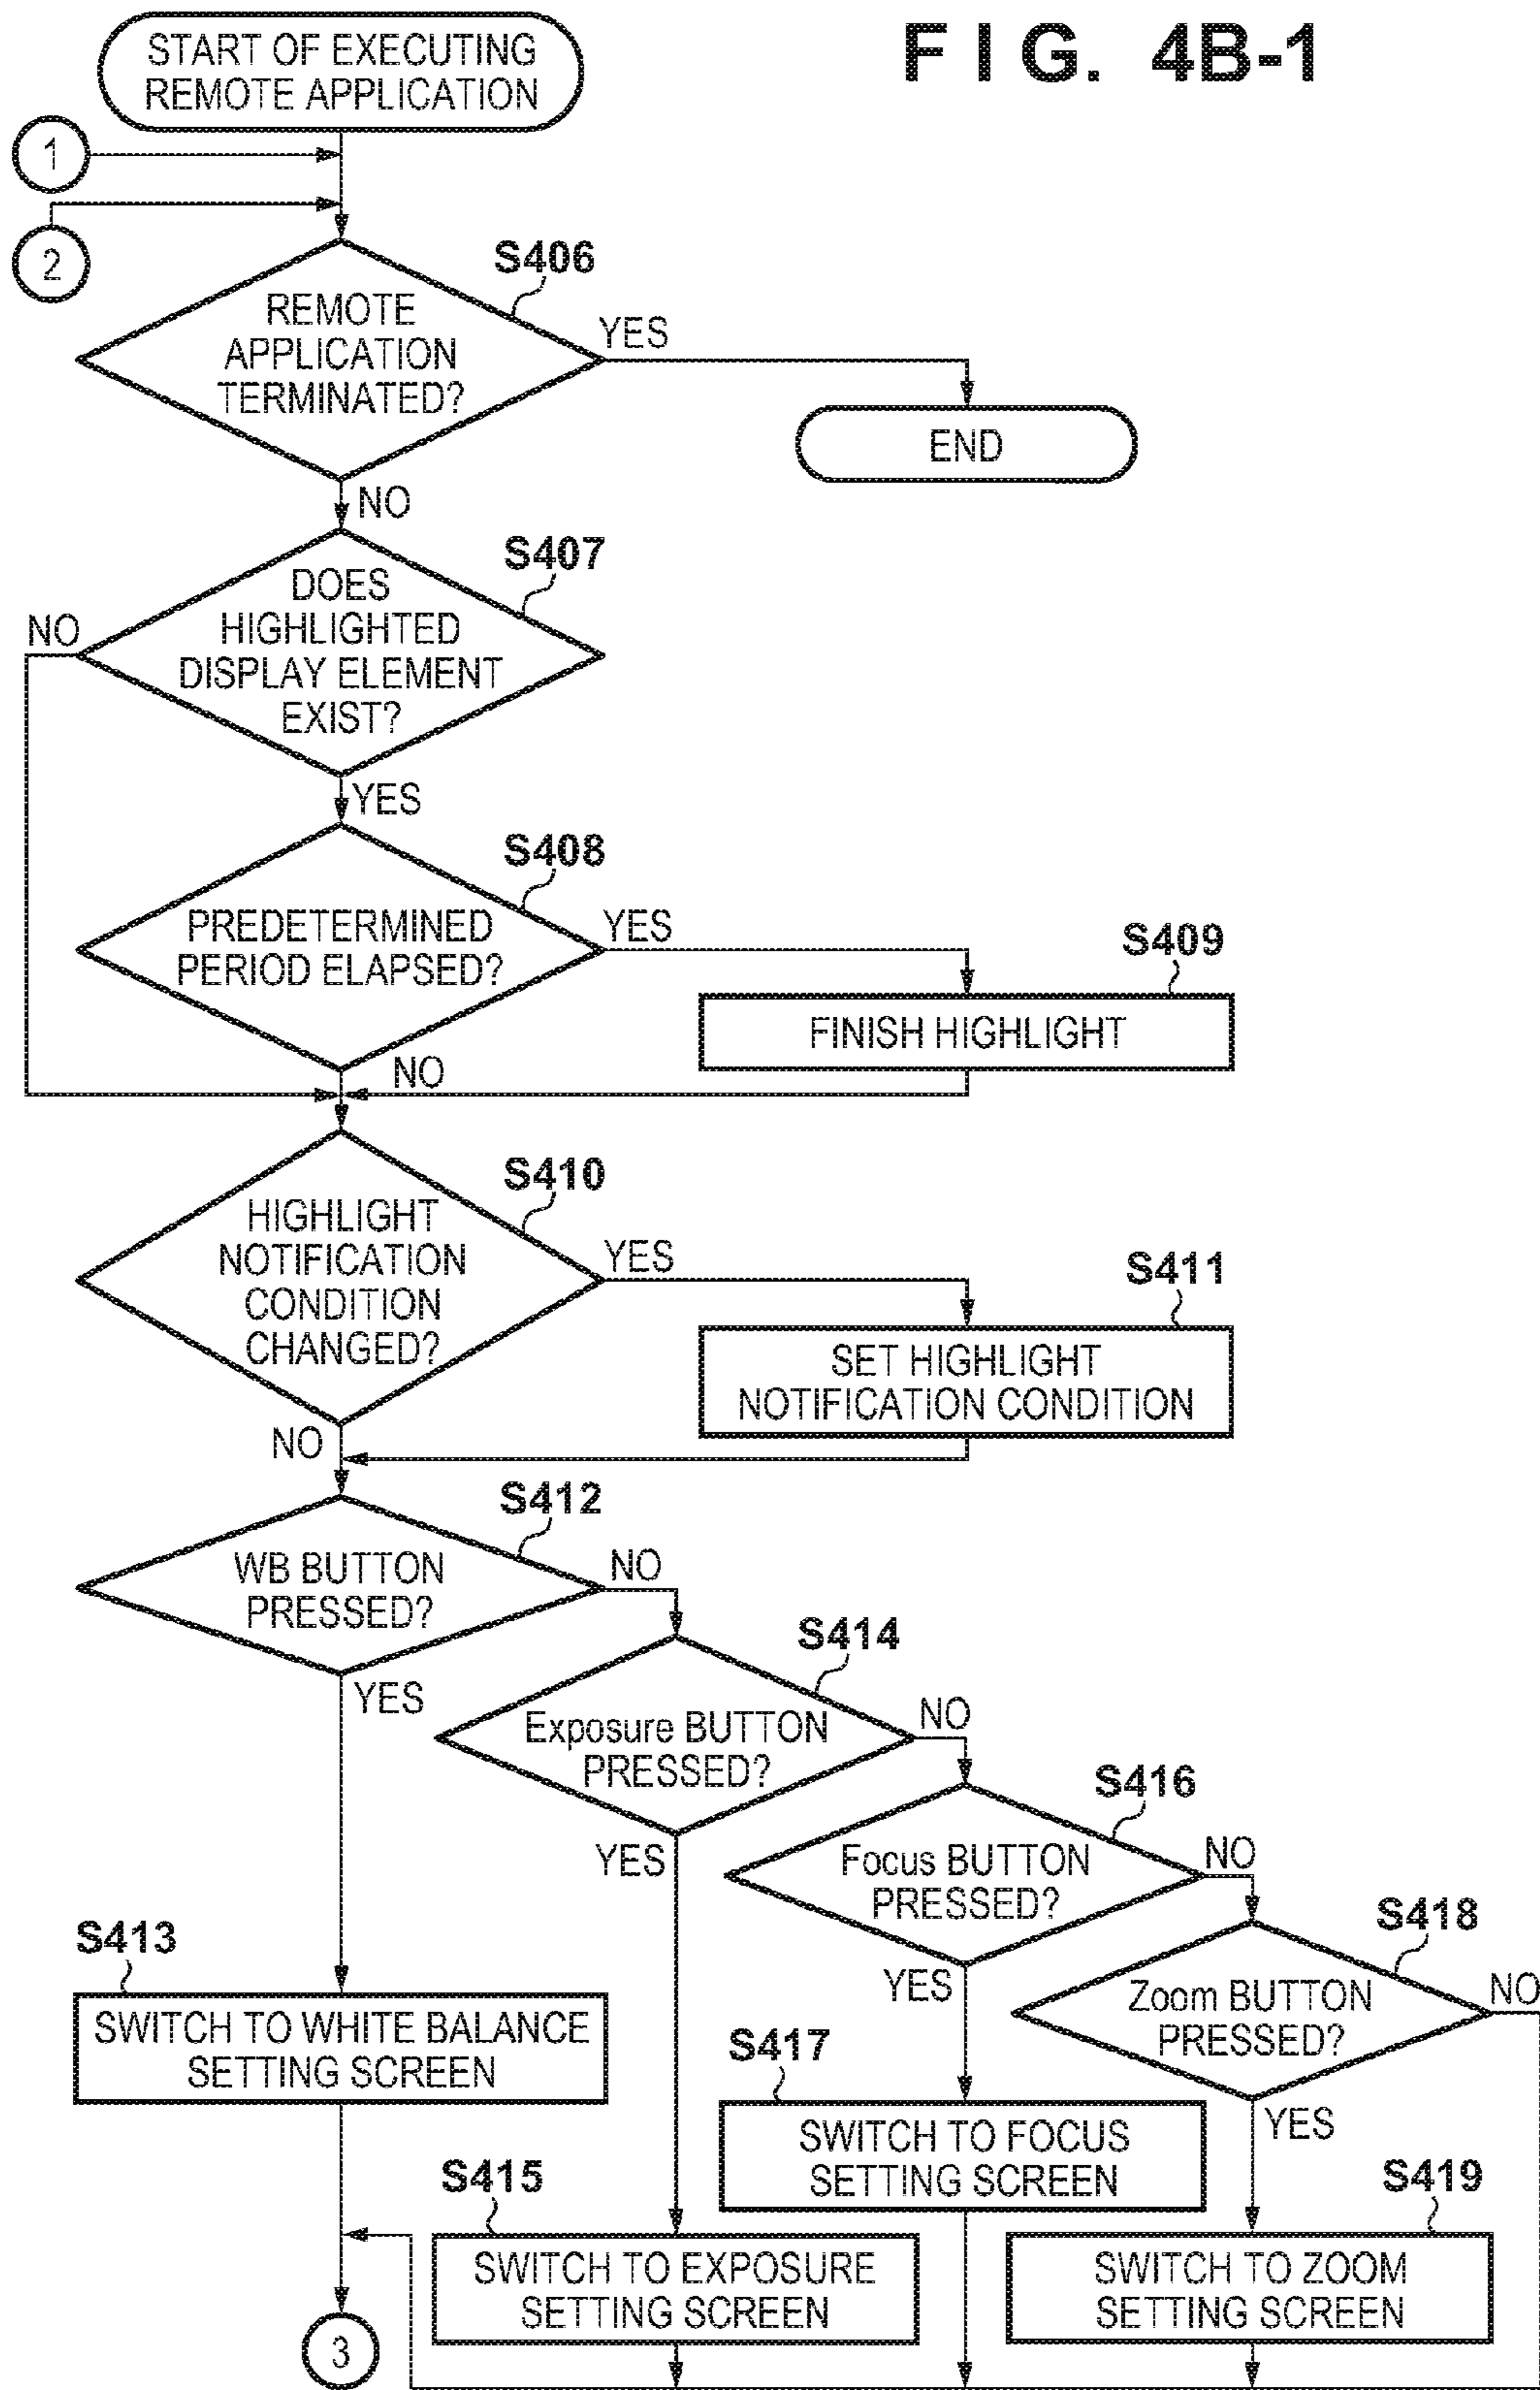 FIG. 4B-1
START OF EXECUTING
REMOTE APPLICATION
1
2
S406
REMOTE
APPLICATION
TERMINATED?
YES
END
NO
S407
DOES
HIGHLIGHTED
DISPLAY ELEMENT
EXIST?
NO
YES
S408
PREDETERMINED
PERIOD ELAPSED?
YES
S409
FINISH HIGHLIGHT
NO
S410
HIGHLIGHT
NOTIFICATION
CONDITION
CHANGED?
YES
S411
SET HIGHLIGHT
NOTIFICATION CONDITION
NO
S412
WB BUTTON
PRESSED?
NO
YES
S414
Exposure BUTTON
PRESSED?
NO
YES
S416
Focus BUTTON
PRESSED?
NO
YES
S418
Zoom BUTTON
PRESSED?
NO
YES
S413
SWITCH TO WHITE BALANCE
SETTING SCREEN
S417
SWITCH TO FOCUS
SETTING SCREEN
S415
SWITCH TO EXPOSURE
SETTING SCREEN
S419
SWITCH TO ZOOM
SETTING SCREEN
3